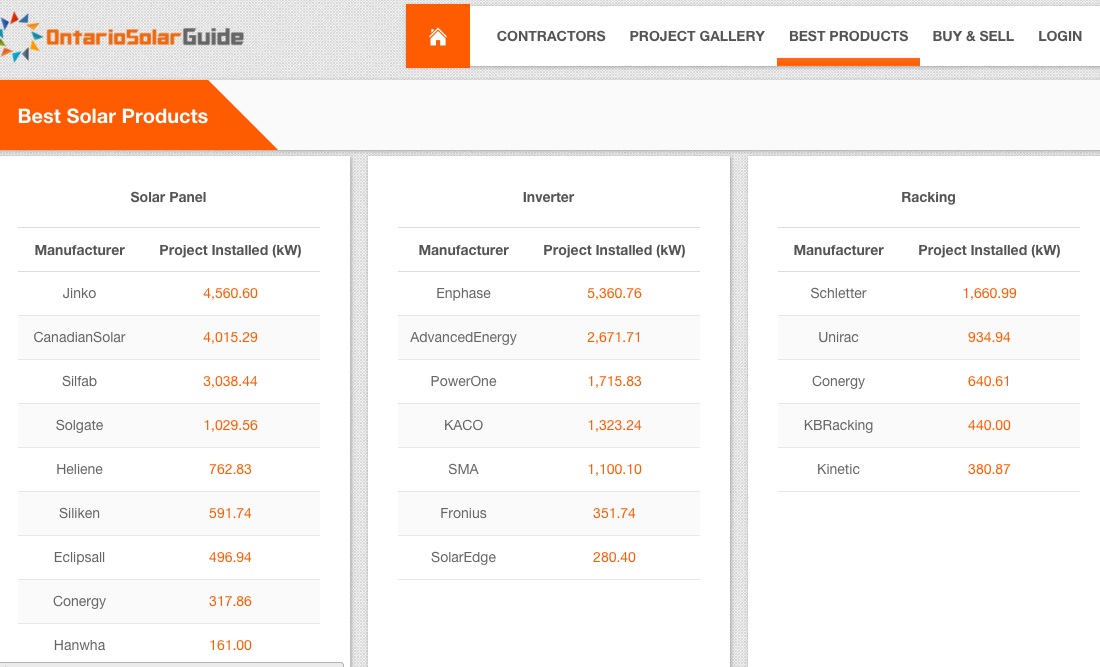 OntarioSolarGuide
CONTRACTORS PROJECT GALLERY BEST PRODUCTS BUY & SELL LOGIN
Best Solar Products
Solar Panel
Manufacturer Project Installed (kW)
Jinko 4,560.60
CanadianSolar 4,015.29
Silfab 3,038.44
Solgate 1,029.56
Heliene 762.83
Siliken 591.74
Eclipsall 496.94
Conergy 317.86
Hanwha 161.00
Inverter
Manufacturer Project Installed (kW)
Enphase 5,360.76
AdvancedEnergy 2,671.71
PowerOne 1,715.83
KACO 1,323.24
SMA 1,100.10
Fronius 351.74
SolarEdge 280.40
Racking
Manufacturer Project Installed (kW)
Schletter 1,660.99
Unirac 934.94
Conergy 640.61
KBRacking 440.00
Kinetic 380.87